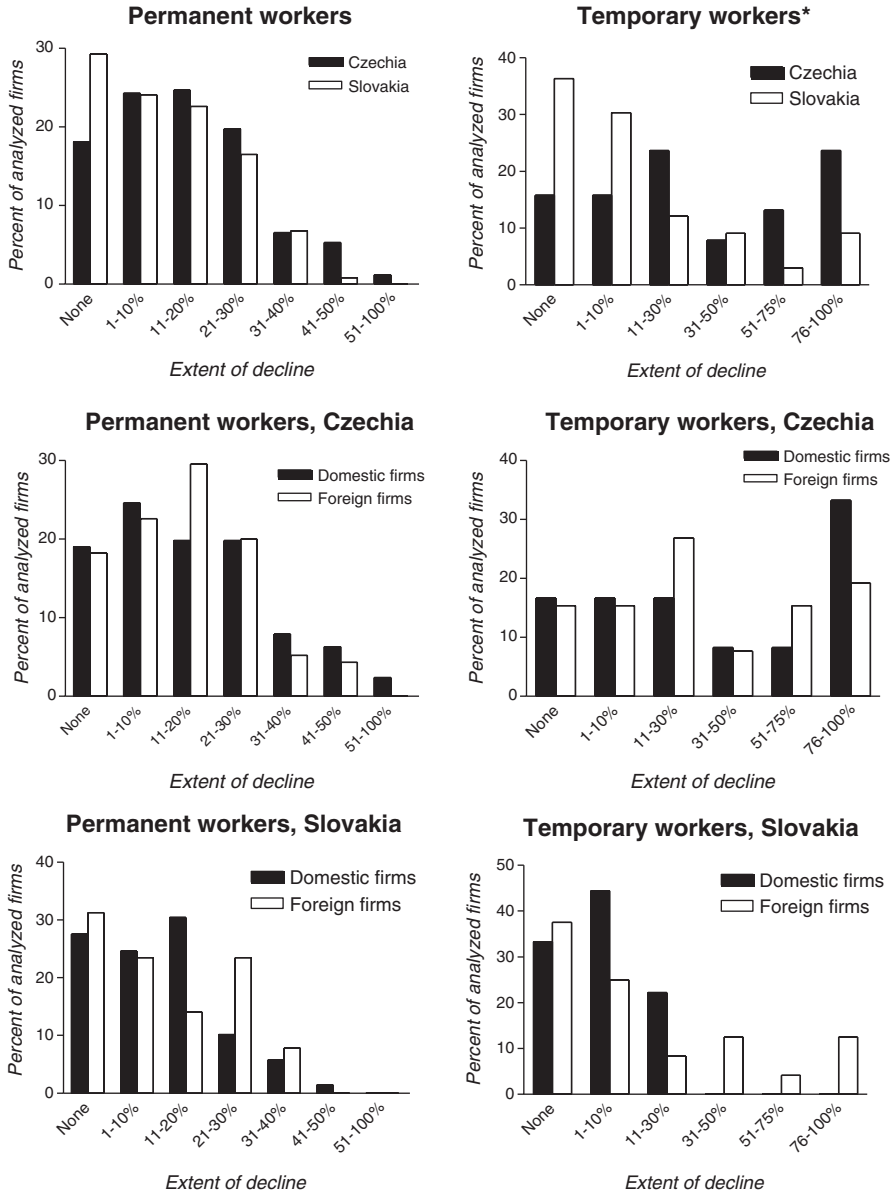 Permanent workers
Percent of analyzed firms
30
20
10
0
Czechia
Slovakia
None
1-10%
11-20%
21-30%
31-40%
41-50%
51-100%
Extent of decline
Temporary workers*
Percent of analyzed firms
40
30
20
10
0
Czechia
Slovakia
None
1-10%
11-30%
31-50%
51-75%
76-100%
Extent of decline
Permanent workers, Czechia
Percent of analyzed firms
30
20
10
0
Domestic firms
Foreign firms
None
1-10%
11-20%
21-30%
31-40%
41-50%
51-100%
Extent of decline
Temporary workers, Czechia
Percent of analyzed firms
40
30
20
10
0
Domestic firms
Foreign firms
None
1-10%
11-30%
31-50%
51-75%
76-100%
Extent of decline
Permanent workers, Slovakia
Percent of analyzed firms
40
30
20
10
0
Domestic firms
Foreign firms
None
1-10%
11-20%
21-30%
31-40%
41-50%
51-100%
Extent of decline
Temporary workers, Slovakia
Percent of analyzed firms
50
40
30
20
10
0
Domestic firms
Foreign firms
None
1-10%
11-30%
31-50%
51-75%
76-100%
Extent of decline